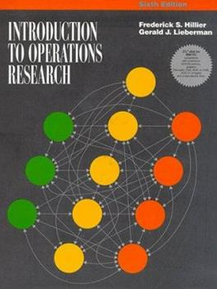 Sixth Edition
Frederick S. Hillier
Gerald J. Lieberman
INTRODUCTION
TO OPERATIONS
RESEARCH